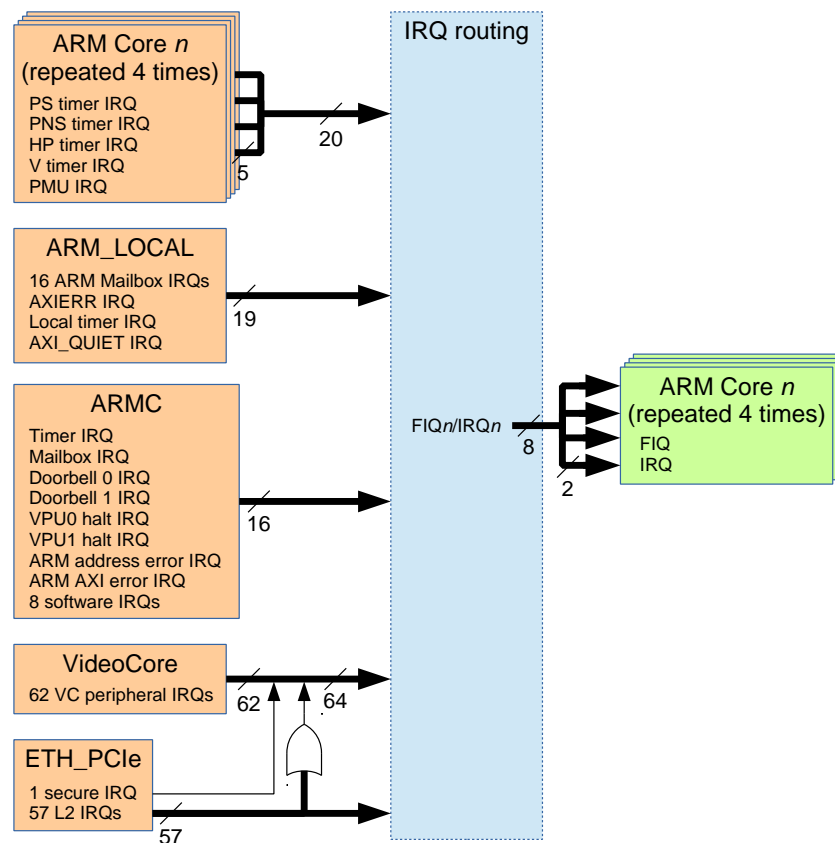 ARM Core n
(repeated 4 times)
PS timer IRQ
PNS timer IRQ
HP timer IRQ
V timer IRQ
PMU IRQ
5
20
IRQ routing
ARM_LOCAL
16 ARM Mailbox IRQs
AXIERR IRQ
Local timer IRQ
AXI_QUIET IRQ
19
ARMC
Timer IRQ
Mailbox IRQ
Doorbell 0 IRQ
Doorbell 1 IRQ
VPU0 halt IRQ
VPU1 halt IRQ
ARM address error IRQ
ARM AXI error IRQ
8 software IRQs
16
FIQn/IRQn
8
2
ARM Core n
(repeated 4 times)
FIQ
IRQ
VideoCore
62 VC peripheral IRQs
62
64
ETH_PCIe
1 secure IRQ
57 L2 IRQs
57